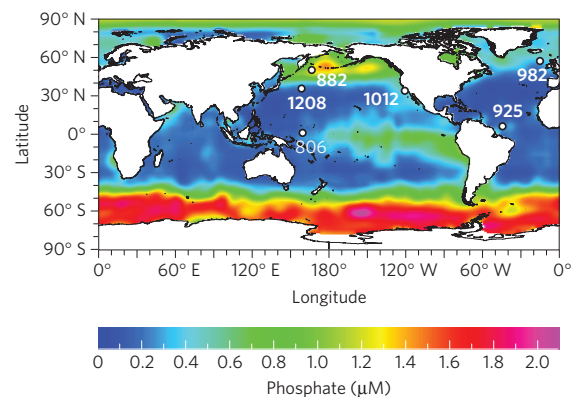 90° N
60° N
30° N
0°
30° S
60° S
90° S
Latitude
882
982
1208
1012
925
806
0°
60° E
120° E
180°
120° W
60° W
0°
Longitude
0
0.2
0.4
0.6
0.8
1.0
1.2
1.4
1.6
1.8
2.0
Phosphate (μM)